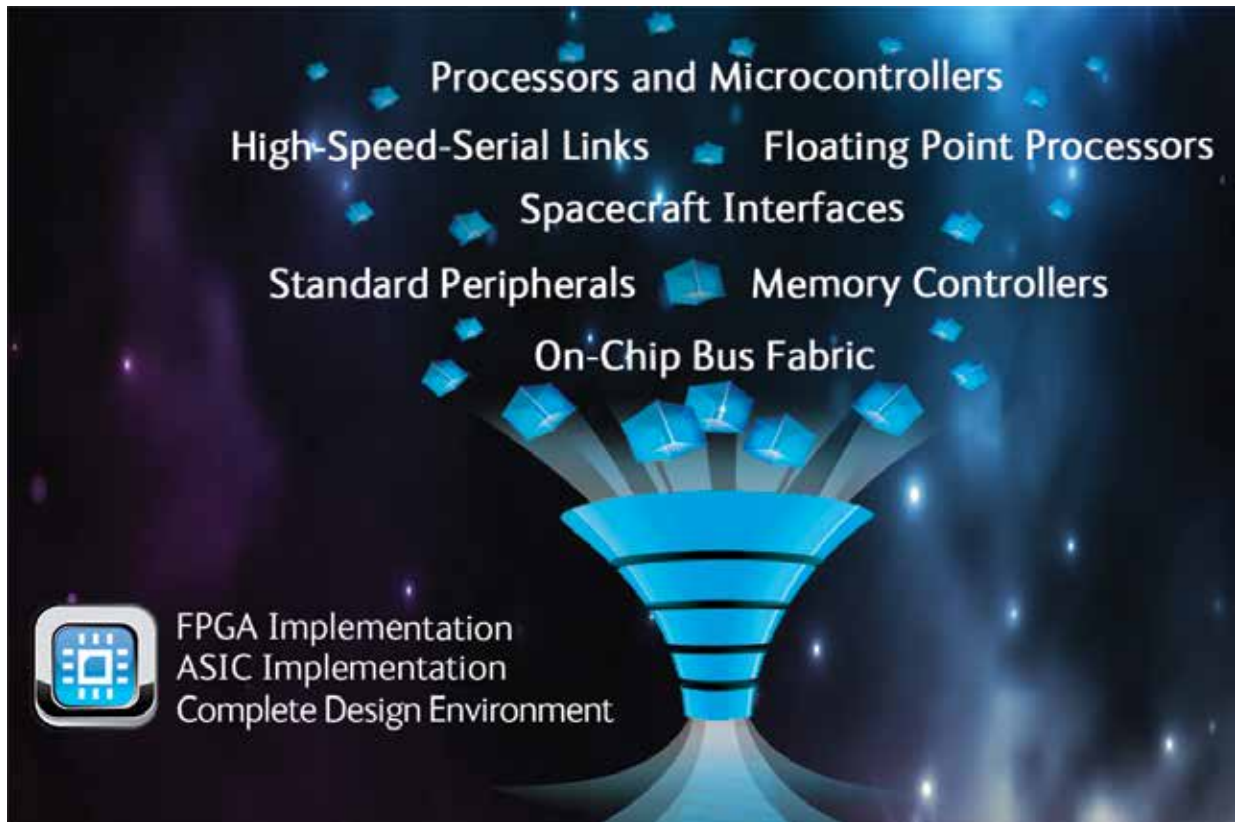 Processors and Microcontrollers
High-Speed-Serial Links Floating Point Processors
Spacecraft Interfaces
Standard Peripherals Memory Controllers
On-Chip Bus Fabric
FPGA Implementation
ASIC Implementation
Complete Design Environment